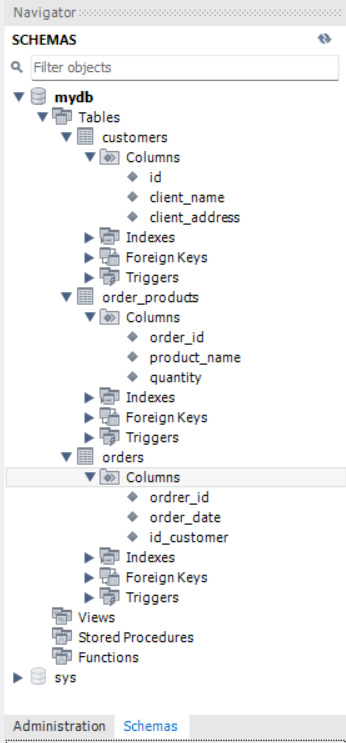 Navigator
SCHEMAS
Filter objects
mydb
Tables
customers
Columns
id
client_name
client_address
Indexes
Foreign Keys
Triggers
order_products
Columns
order_id
product_name
quantity
Indexes
Foreign Keys
Triggers
orders
Columns
ordrer_id
order_date
id_customer
Indexes
Foreign Keys
Triggers
Views
Stored Procedures
Functions
sys
Administration Schemas